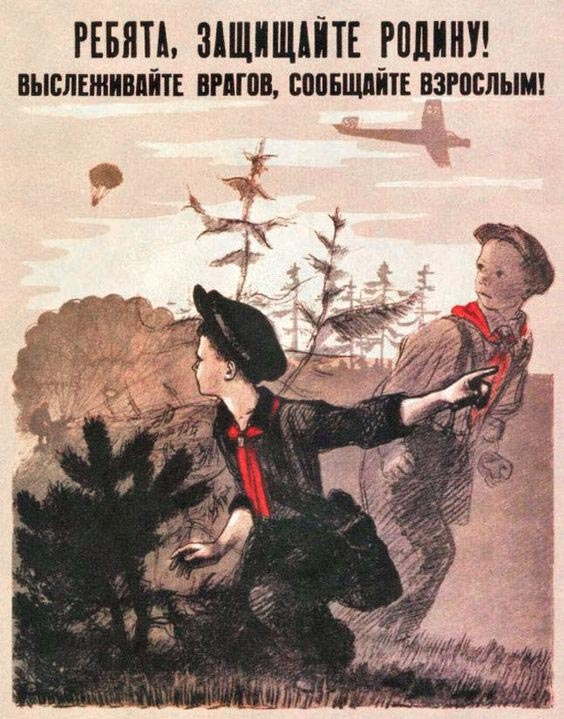 РЕБЯТА, ЗАЩИЩАЙТЕ РОДИНУ!
ВЫСЛЕЖИВАЙТЕ ВРАГОВ, СООБЩАЙТЕ ВЗРОСЛЫМ!